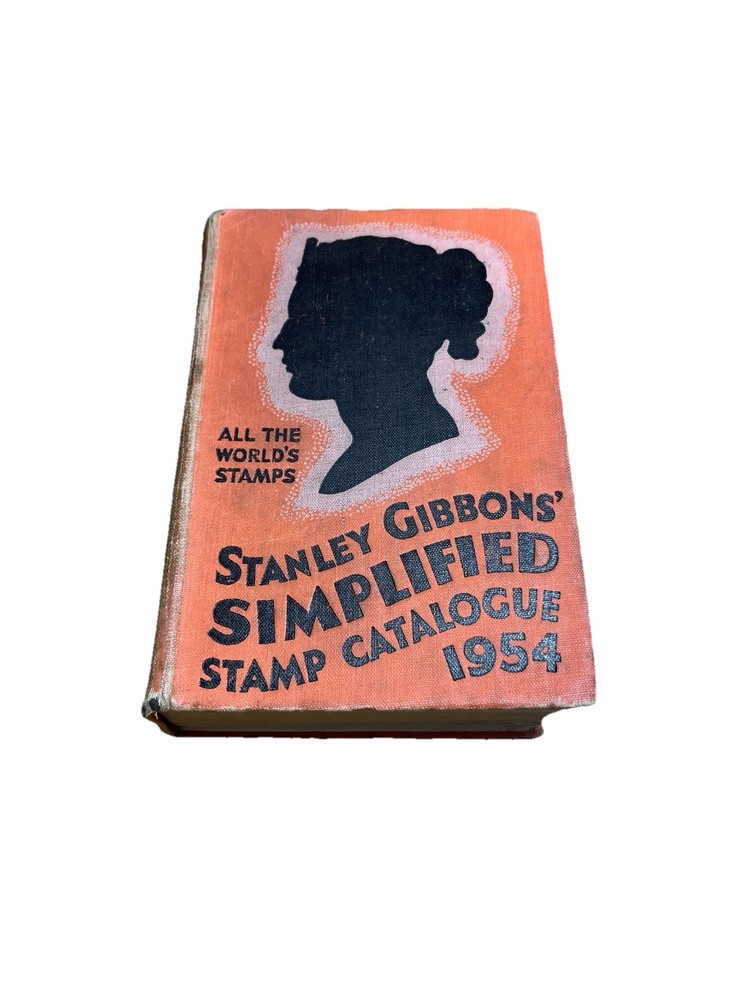 ALL THE
WORLD'S
STAMPS
STANLEY GIBBONS'
SIMPLIFIED
STAMP CATALOGUE
1954